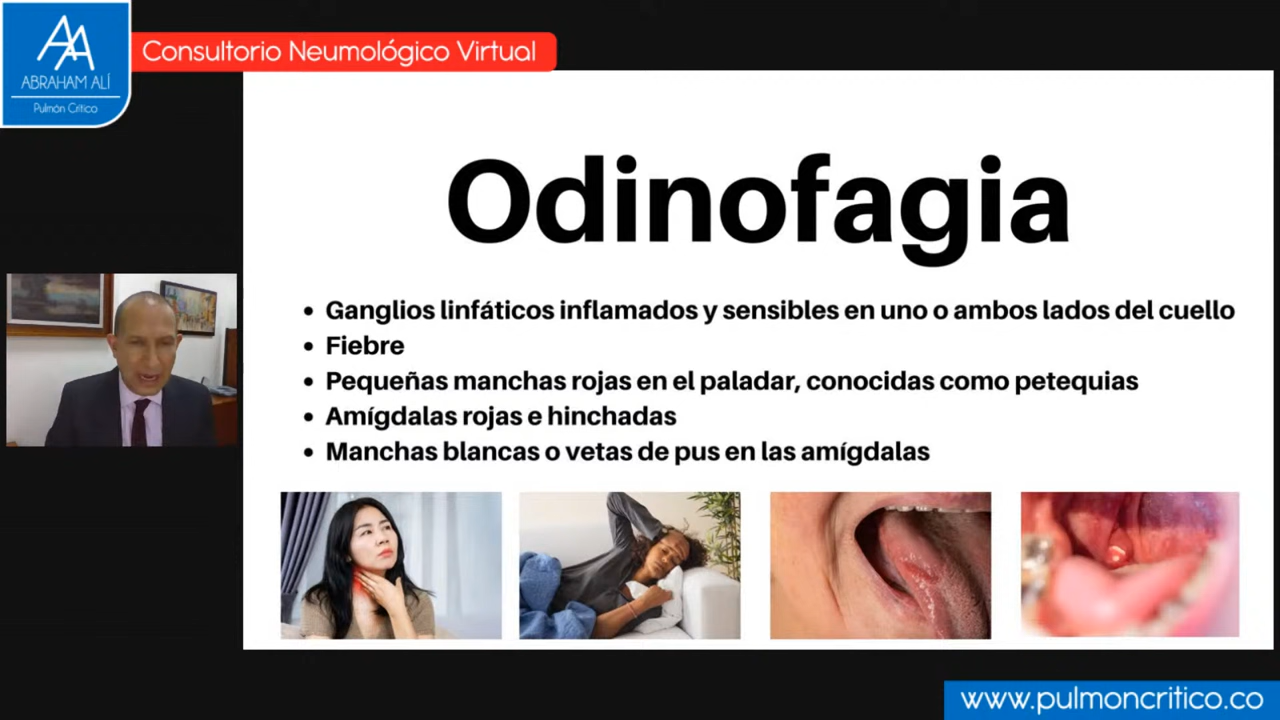 AA
ABRAHAM ALÍ
Pulmón Crítico
Consultorio Neumológico Virtual
Odinofagia
• Ganglios linfáticos inflamados y sensibles en uno o ambos lados del cuello
• Fiebre
• Pequeñas manchas rojas en el paladar, conocidas como petequias
• Amígdalas rojas e hinchadas
• Manchas blancas o vetas de pus en las amígdalas
www.pulmoncritico.co